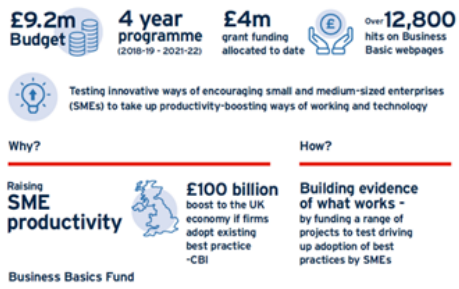 £9.2m
Budget
4 year
programme
(2018-19 - 2021-22)
£4m
grant funding
allocated to date
£
Over 12,800
hits on Business
Basic webpages
Testing innovative ways of encouraging small and medium-sized enterprises
(SMEs) to take up productivity-boosting ways of working and technology
Why?
Raising
SME
productivity
£100 billion
boost to the UK
economy if firms
adopt existing
best practice
-CBI
How?
Building evidence
of what works -
by funding a range of
projects to test driving
up adoption of best
practices by SMEs
Business Basics Fund